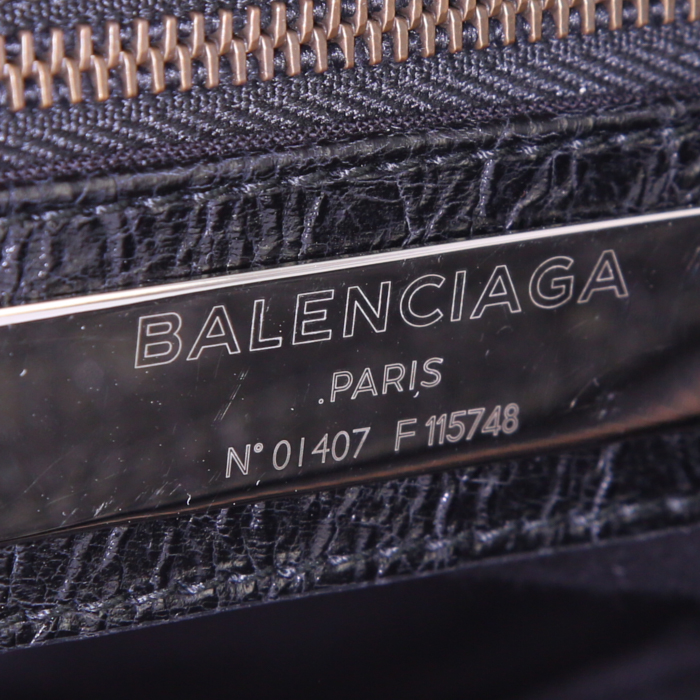 BALENCIAGA
.PARIS
N° 01407 F 115748